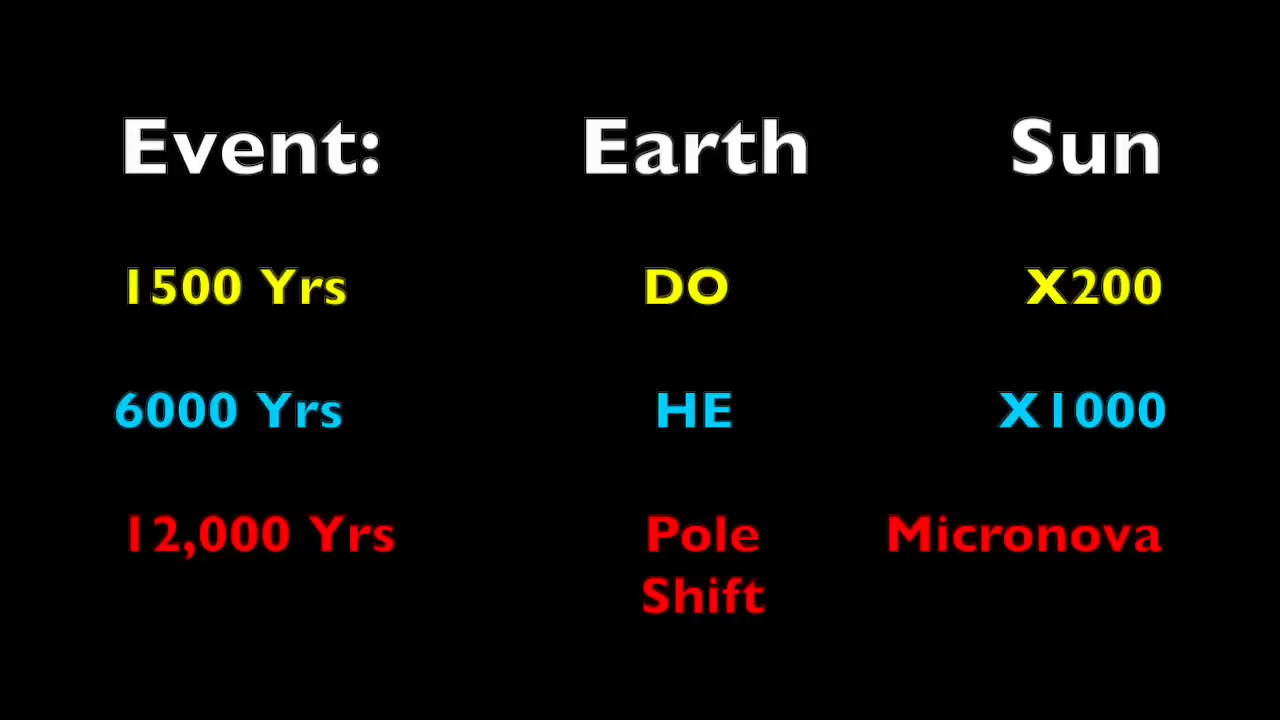 Event: Earth Sun
1500 Yrs DO X200
6000 Yrs HE X1000
12,000 Yrs Pole Micronova
Shift